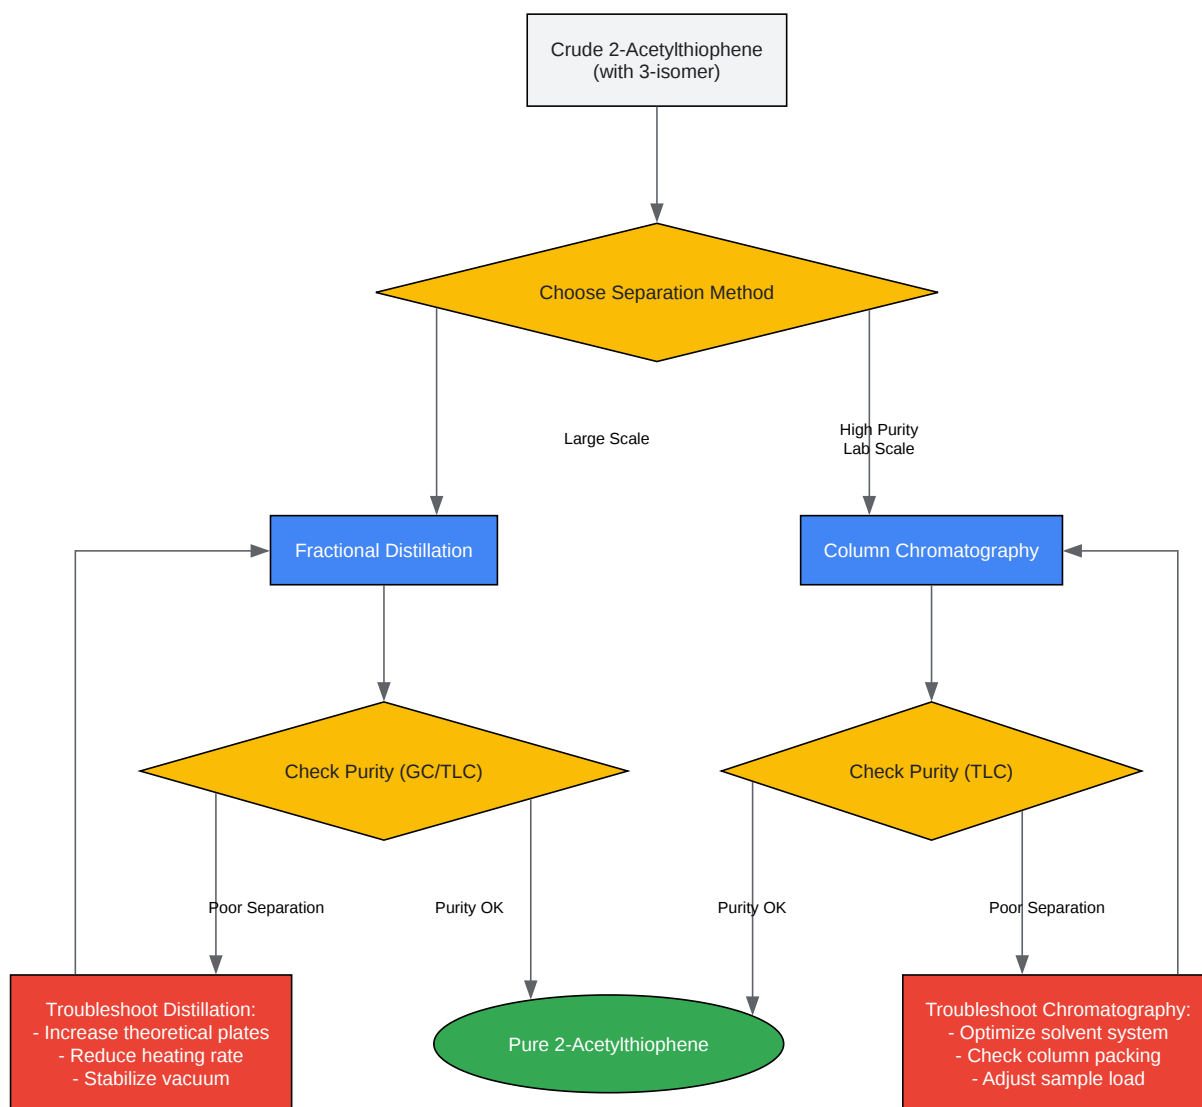 Crude 2-Acetylthiophene
(with 3-isomer)
Choose Separation Method
Large Scale
High Purity
Lab Scale
Fractional Distillation
Column Chromatography
Check Purity (GC/TLC)
Check Purity (TLC)
Poor Separation
Purity OK
Purity OK
Poor Separation
Troubleshoot Distillation:
- Increase theoretical plates
- Reduce heating rate
- Stabilize vacuum
Pure 2-Acetylthiophene
Troubleshoot Chromatography:
- Optimize solvent system
- Check column packing
- Adjust sample load